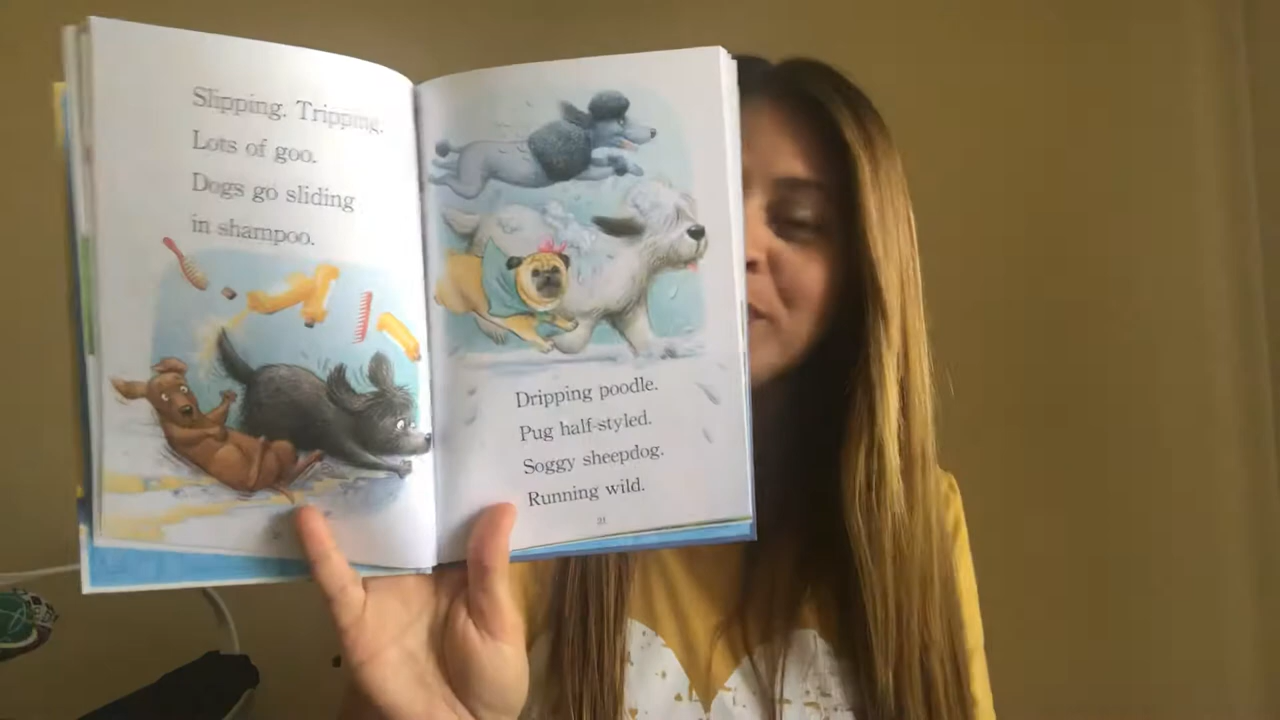 Slipping. Tripping.
Lots of goo.
Dogs go sliding
in shampoo.
Dripping poodle.
Pug half-styled.
Soggy sheepdog.
Running wild.